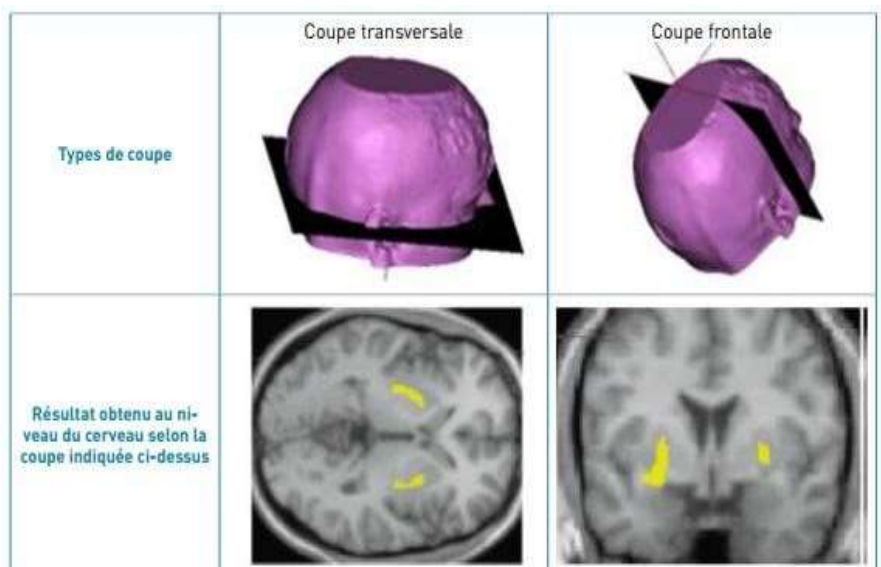 Coupe transversale
Coupe frontale
Types de coupe
Résultat obtenu au ni-
veau du cerveau selon la
coupe indiquée ci-dessus